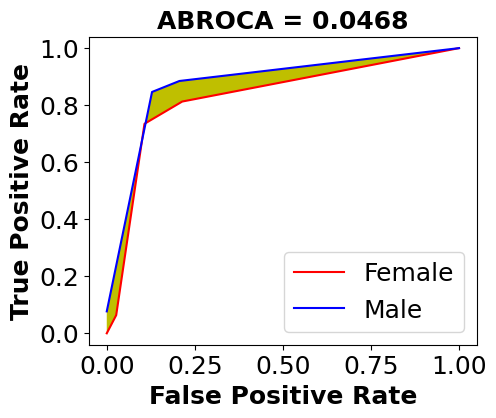 ABROCA = 0.0468
True Positive Rate
1.0
0.8
0.6
0.4
0.2
0.0
Female
Male
0.00 0.25 0.50 0.75 1.00
False Positive Rate